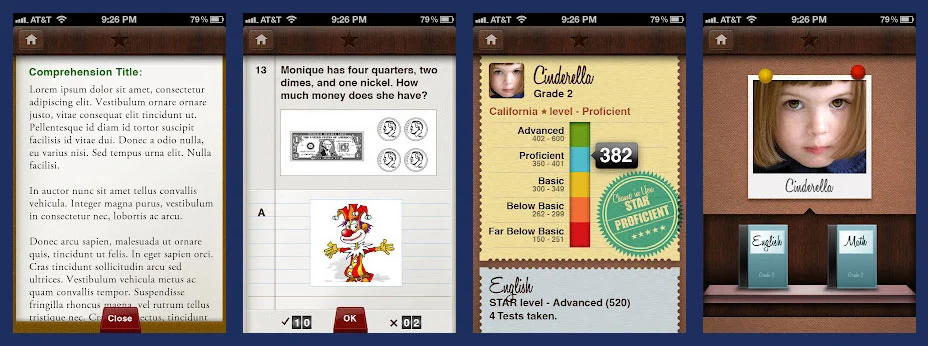 AT&T 9:26 PM 79%
Comprehension Title:
Lorem ipsum dolor sit amet, consectetur
adipiscing elit. Vestibulum ornare ornare
justo, vitae consequat elit tincidunt ut.
Pellentesque id diam id tortor suscipit
facilisis id vitae dui. Donec a odio nulla,
eu varius nisi. Sed tempus urna elit. Nulla
facilisi.
In auctor nunc sit amet tellus convallis
vehicula. Integer magna purus, vestibulum
in consectetur nec, lobortis ac arcu.
Donec arcu sapien, malesuada ut ornare
quis, tincidunt ut felis. In eget sapien orci.
Cras tincidunt sollicitudin arcu sed
ultrices. Vestibulum vehicula metus ac
quam convallis tempor. Suspendisse
fringilla rhoncus magna, vel rutrum tellus
tristique nec. tincidunt
Close
AT&T 9:26 PM 79%
13 Monique has four quarters, two
dimes, and one nickel. How
much money does she have?
A
10 OK 02
AT&T 9:26 PM 79%
Cinderella
Grade 2
California ★ level - Proficient
Advanced
402 - 600
Proficient
350 - 401
382
Basic
300 - 349
Below Basic
262 - 299
Far Below Basic
150 - 251
STAR
PROFICIENT
English
STAR level - Advanced (520)
4 Tests taken.
AT&T 9:26 PM 79%
Cinderella
English Math
Grade 2 Grade 2